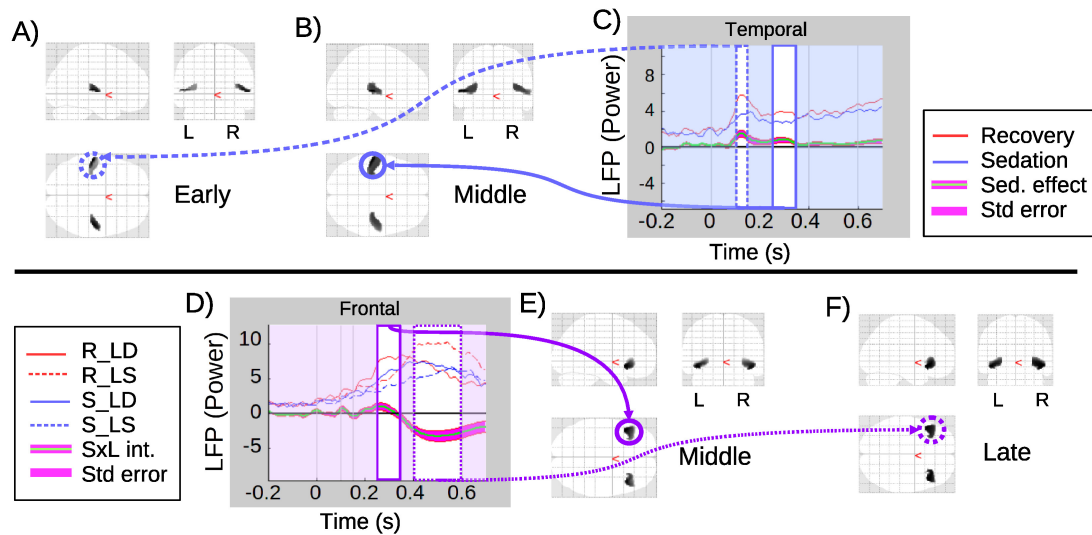 A)
B)
C)
Temporal
11
8
4
0
-4
LFP (Power)
-0.2
0
0.2
0.4
0.6
Time (s)
<
<
<
<
L R
L R
<
<
Early
Middle
Recovery
Sedation
Sed. effect
Std error
D)
Frontal
10
5
0
-5
LFP (Power)
-0.2
0
0.2
0.4
0.6
Time (s)
R_LD
R_LS
S_LD
S_LS
SxL int.
Std error
E)
F)
<
<
<
<
L R
L R
<
<
Middle
Late